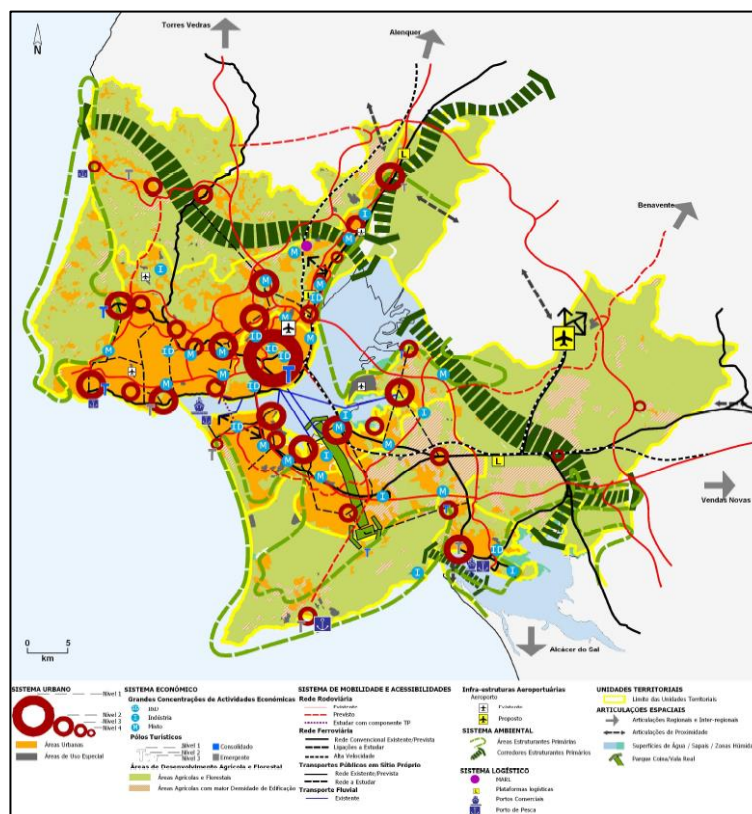 Torres Vedras
Alenquer
N
Benavente
Vendas Novas
Alcácer do Sal
0 5
km
SISTEMA URBANO
Nível 1
Nível 2
Nível 3
Nível 4
Áreas Urbanas
Áreas de Uso Especial
SISTEMA ECONÓMICO
Grandes Concentrações de Actividades Económicas
I&D
Indústria
Misto
Pólos Turísticos
Nível 1
Nível 2
Nível 3
Consolidado
Emergente
Áreas de Desenvolvimento Agrícola e Florestal
Áreas Agrícolas e Florestais
Áreas Agrícolas com maior Densidade de Edificação
SISTEMA DE MOBILIDADE E ACESSIBILIDADES
Rede Rodoviária
Existente
Previsto
Estudar com componente TP
Rede Ferroviária
Rede Convencional Existente/Prevista
Ligações a Estudar
Alta Velocidade
Transportes Públicos em Sítio Próprio
Rede Existente/Prevista
Rede a Estudar
Transporte Fluvial
Existente
Infra-estruturas Aeroportuárias
Aeroporto
Existente
Proposto
SISTEMA AMBIENTAL
Áreas Estruturantes Primárias
Corredores Estruturantes Primários
SISTEMA LOGÍSTICO
MARL
Plataformas logísticas
Portos Comerciais
Porto de Pesca
UNIDADES TERRITORIAIS
Limite das Unidades Territoriais
ARTICULAÇÕES ESPACIAIS
Articulações Regionais e Inter-regionais
Articulações de Proximidade
Superfícies de Água / Sapais / Zonas Húmidas
Parque Coina/Vala Real